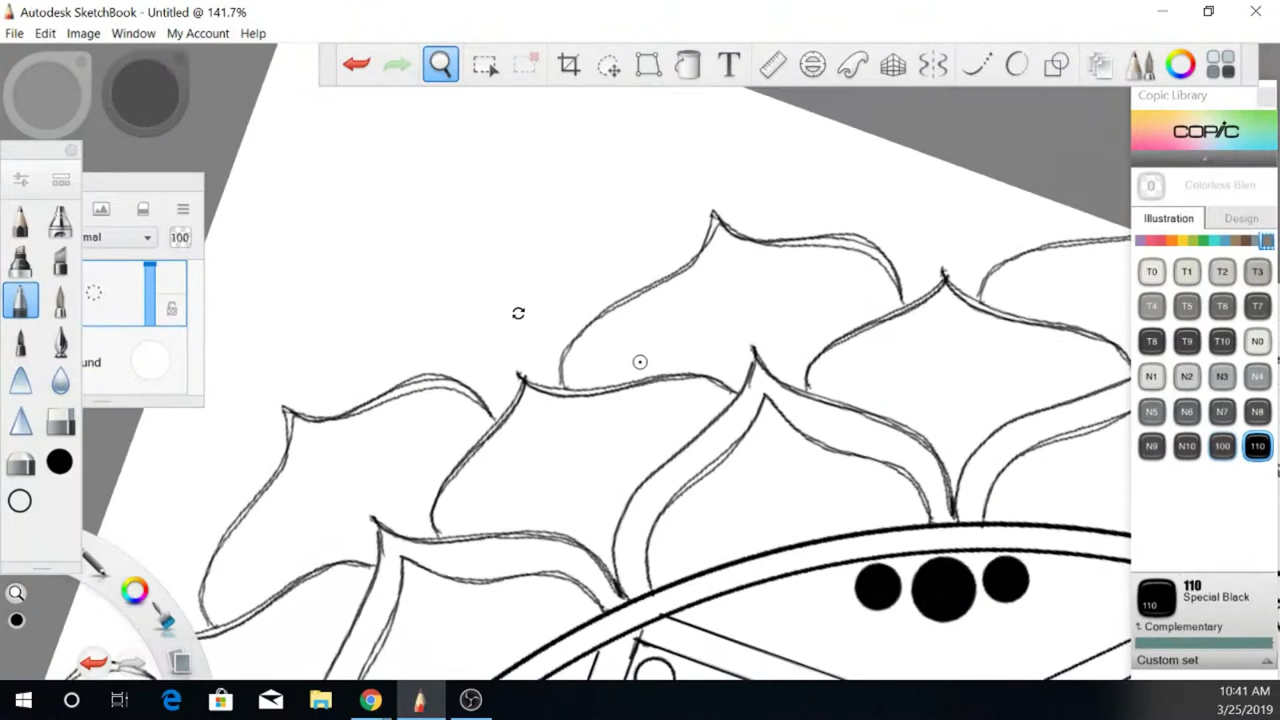 Autodesk SketchBook - Untitled @ 141.7%
File Edit Image Window My Account Help
T
Copic Library
COPIC
0 Colorless Blen
Illustration Design
mal 100
T0 T1 T2 T3
T4 T5 T6 T7
T8 T9 T10 N0
N1 N2 N3 N4
N5 N6 N7 N8
N9 N10 100 110
und
110
110 Special Black
1. Complementary
Custom set
10:41 AM
3/25/2019